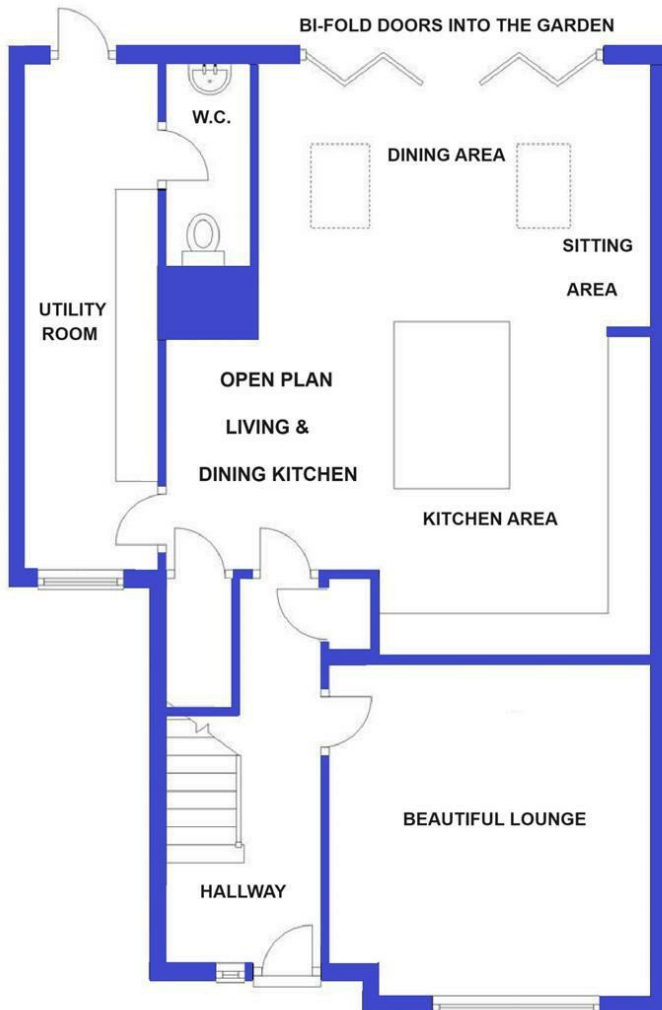 BI-FOLD DOORS INTO THE GARDEN
W.C.
DINING AREA
SITTING
AREA
UTILITY
ROOM
OPEN PLAN
LIVING &
DINING KITCHEN
KITCHEN AREA
BEAUTIFUL LOUNGE
HALLWAY